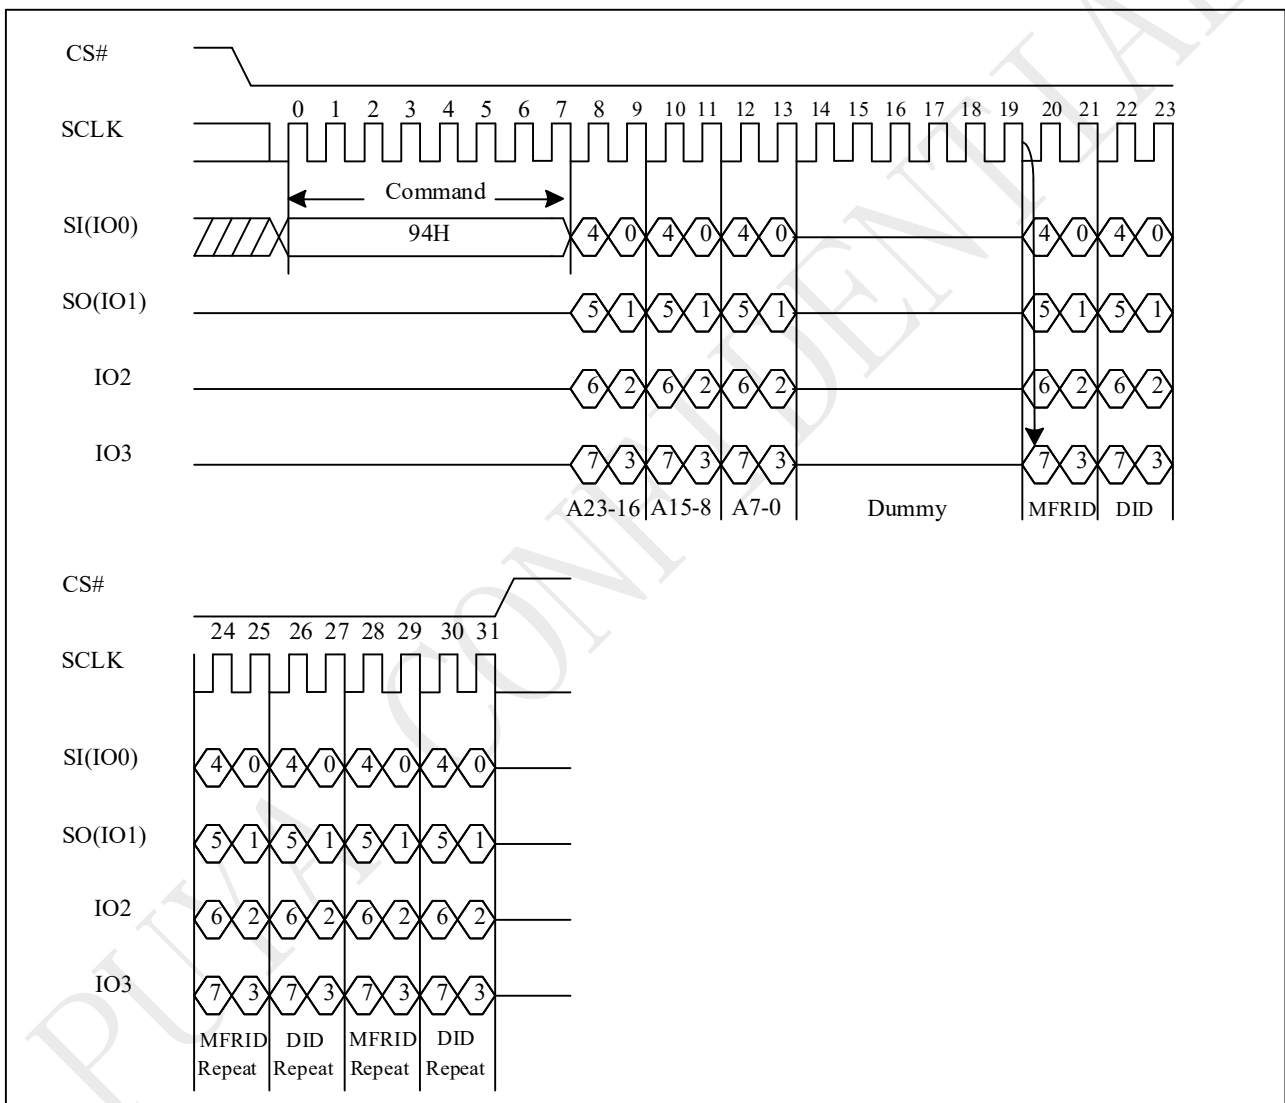 CS#
0 1 2 3 4 5 6 7 8 9 10 11 12 13 14 15 16 17 18 19 20 21 22 23
SCLK
Command
SI(IO0) 94H 4 0 4 0 4 0 4 0 4 0
SO(IO1) 5 1 5 1 5 1 5 1 5 1
IO2 6 2 6 2 6 2 6 2 6 2
IO3 7 3 7 3 7 3 7 3 7 3
A23-16 A15-8 A7-0 Dummy MFRID DID
CS#
24 25 26 27 28 29 30 31
SCLK
SI(IO0) 4 0 4 0 4 0 4 0
SO(IO1) 5 1 5 1 5 1 5 1
IO2 6 2 6 2 6 2 6 2
IO3 7 3 7 3 7 3 7 3
MFRID DID MFRID DID
Repeat Repeat Repeat Repeat
PUYA CONFIDENTIAL